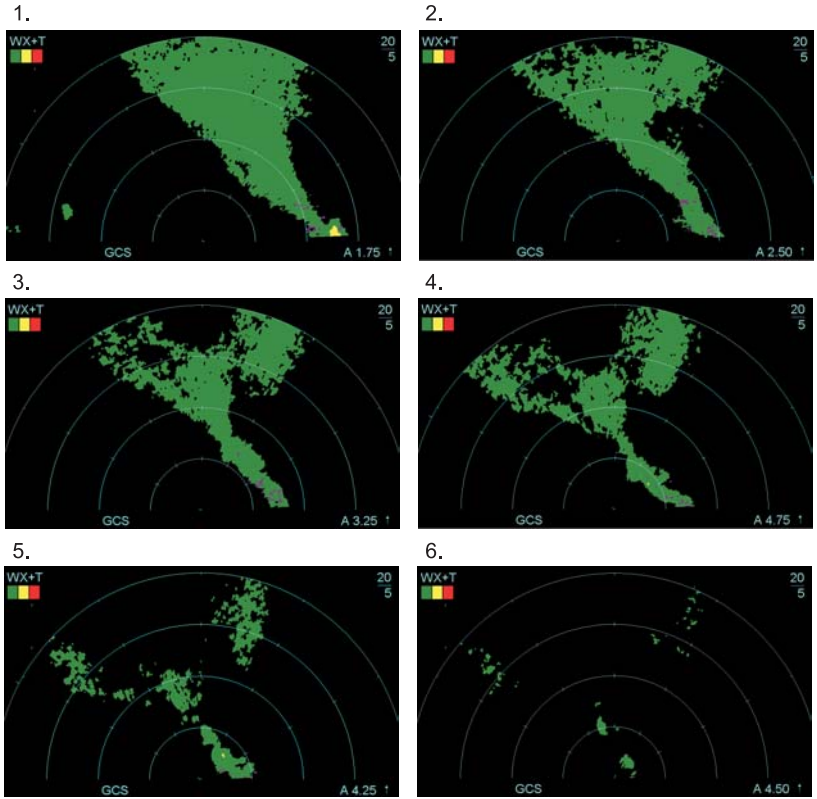 1.
WX+T
20
5
GCS
A 1.75 ↑
2.
WX+T
20
5
GCS
A 2.50 ↑
3.
WX+T
20
5
GCS
A 3.25 ↑
4.
WX+T
20
5
GCS
A 4.75 ↑
5.
WX+T
20
5
GCS
A 4.25 ↑
6.
WX+T
20
5
GCS
A 4.50 ↑